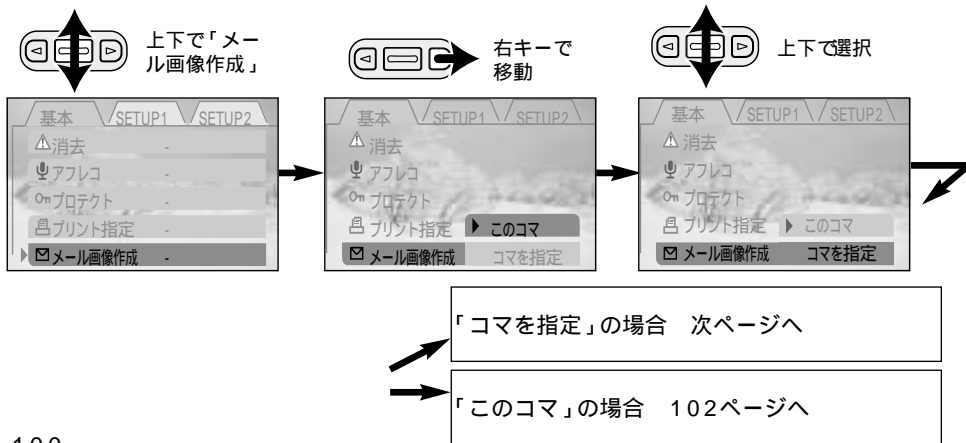 上下で「メー
ル画像作成」
右キーで
移動
上下で選択
基本 SETUP1 SETUP2
消去 -
アフレコ -
プロテクト -
プリント指定 -
メール画像作成 -
基本 SETUP1 SETUP2
消去
アフレコ
プロテクト
プリント指定 このコマ
メール画像作成 コマを指定
基本 SETUP1 SETUP2
消去
アフレコ
プロテクト
プリント指定 このコマ
メール画像作成 コマを指定
「コマを指定」の場合 次ページへ
「このコマ」の場合 102ページへ
100